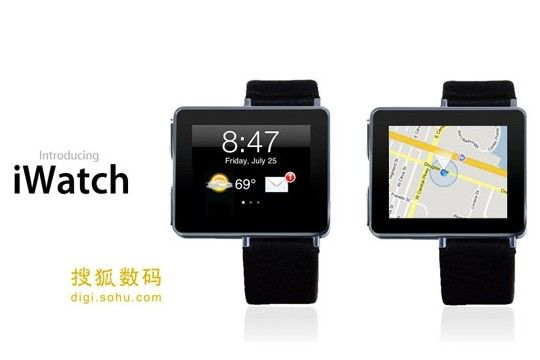 Introducing
iWatch
搜狐数码
digi.sohu.com
8:47
Friday, July 25
69°
1